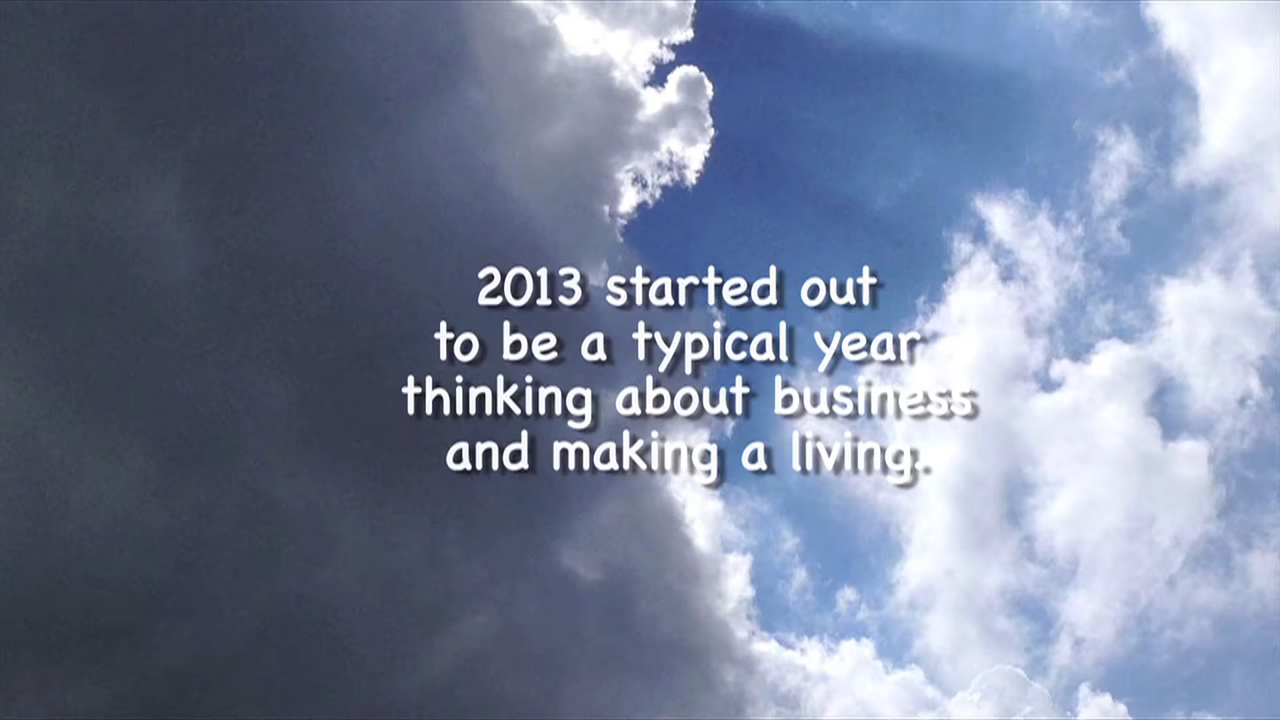 2013 started out
to be a typical year
thinking about business
and making a living.